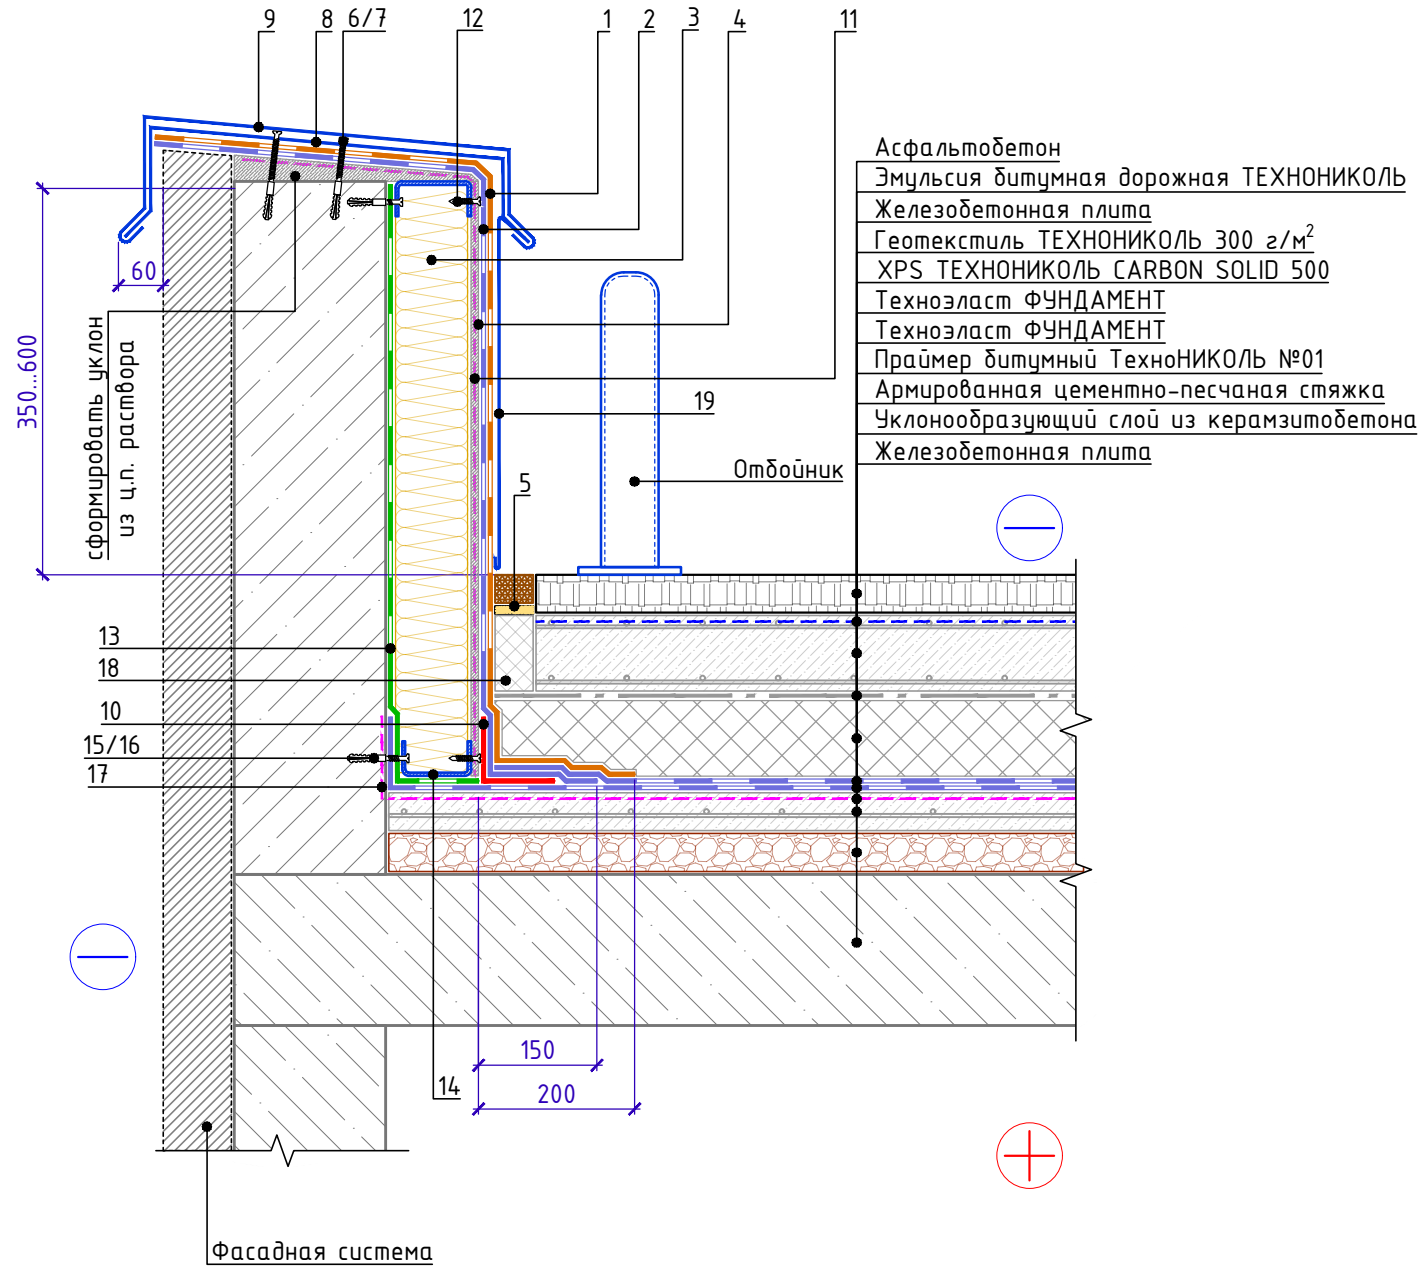 9
8
6/7
12
3
1
2
4
11
Асфальтобетон
Эмульсия битумная дорожная ТЕХНОНИКОЛЬ
Железобетонная плита
Геотекстиль ТЕХНОНИКОЛЬ 300 г/м²
XPS ТЕХНОНИКОЛЬ CARBON SOLID 500
Техноэласт ФУНДАМЕНТ
Техноэласт ФУНДАМЕНТ
Праймер битумный ТехноНИКОЛЬ №01
Армированная цементно-песчаная стяжка
Уклонообразующий слой из керамзитобетона
Железобетонная плита
60
350...600
сформировать уклон
из ц.п. раствора
19
Отбойник
5
13
18
10
15/16
17
150
14
200
Фасадная система